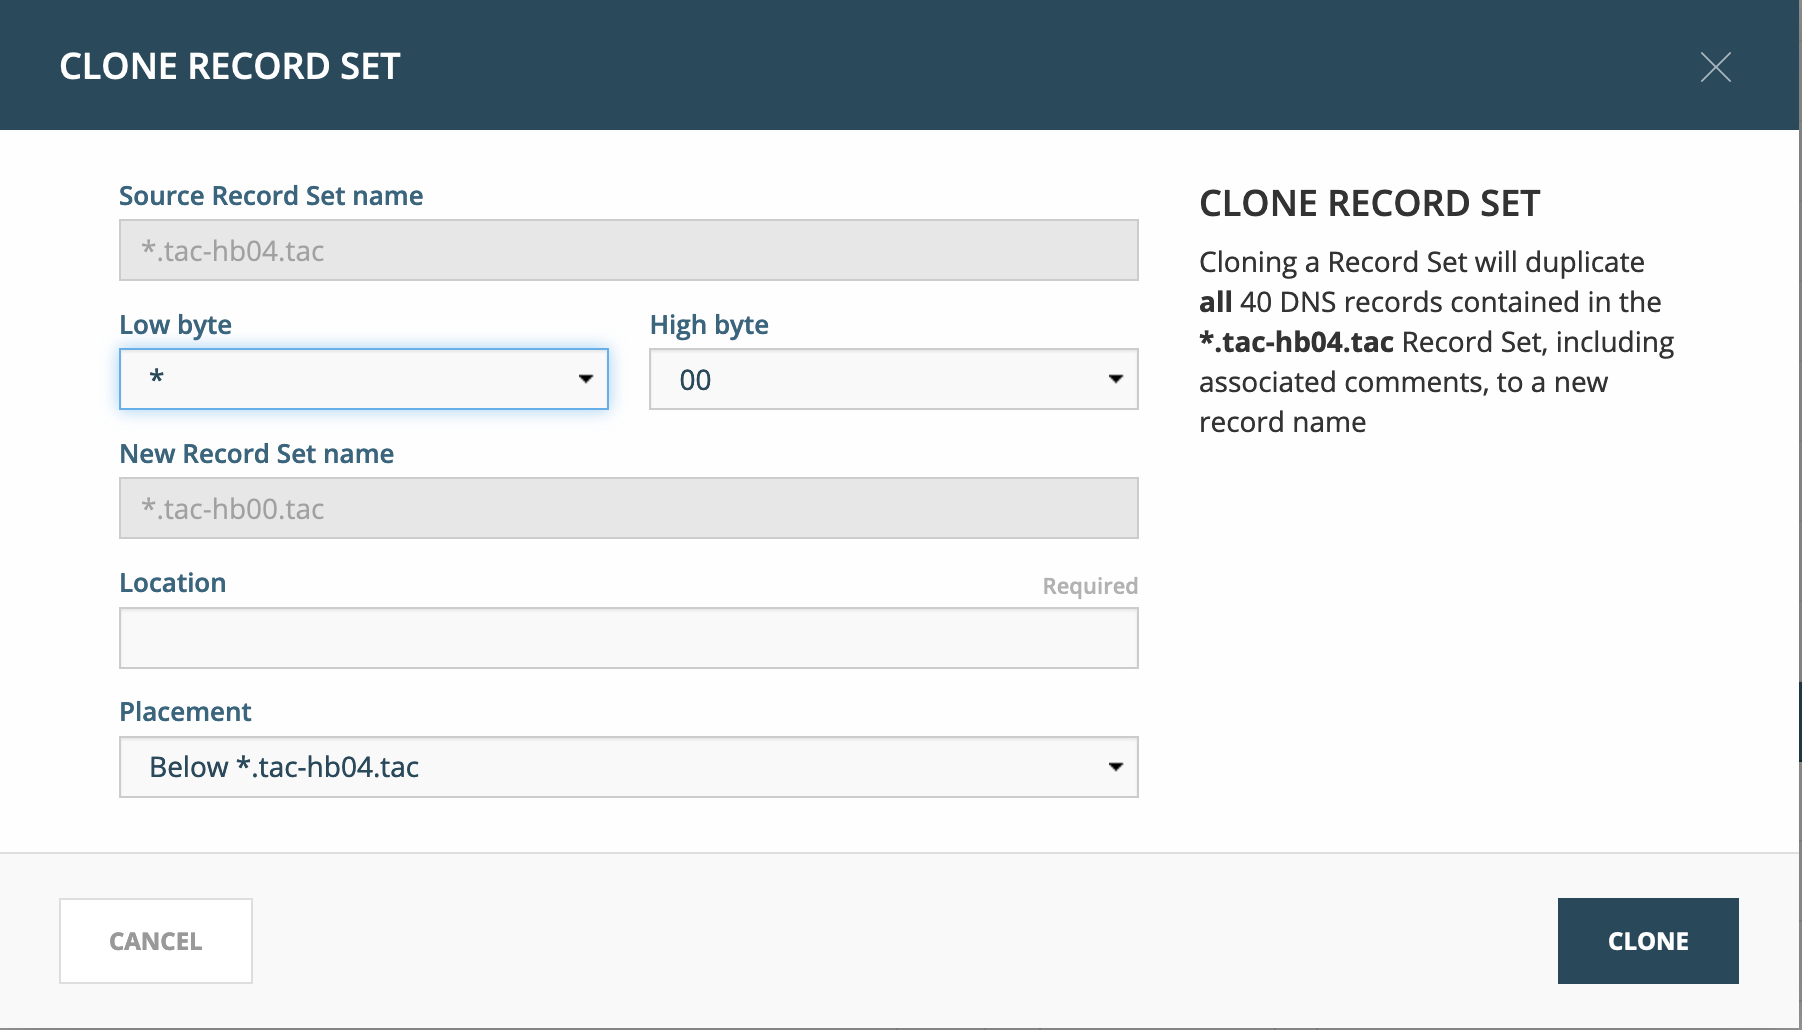 CLONE RECORD SET
Source Record Set name
*.tac-hb04.tac
Low byte
High byte
*
00
New Record Set name
*.tac-hb00.tac
Location
Required
Placement
Below *.tac-hb04.tac
CLONE RECORD SET
Cloning a Record Set will duplicate
all 40 DNS records contained in the
*.tac-hb04.tac Record Set, including
associated comments, to a new
record name
CANCEL
CLONE